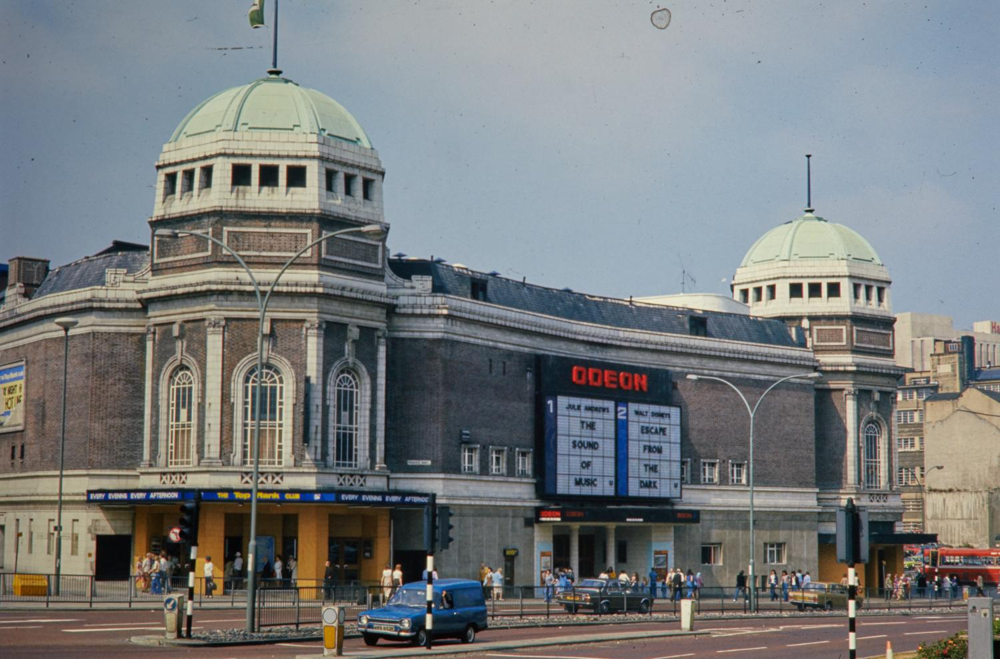 ODEON
1
JULIE ANDREWS
THE
SOUND
OF
MUSIC U
2
WALT DISNEYS
ESCAPE
FROM
THE
DARK U
EVERY EVENING EVERY AFTERNOON
THE Top Rank CLUB
EVERY EVENING EVERY AFTERNOO
ODEON
ODEON
ODEON